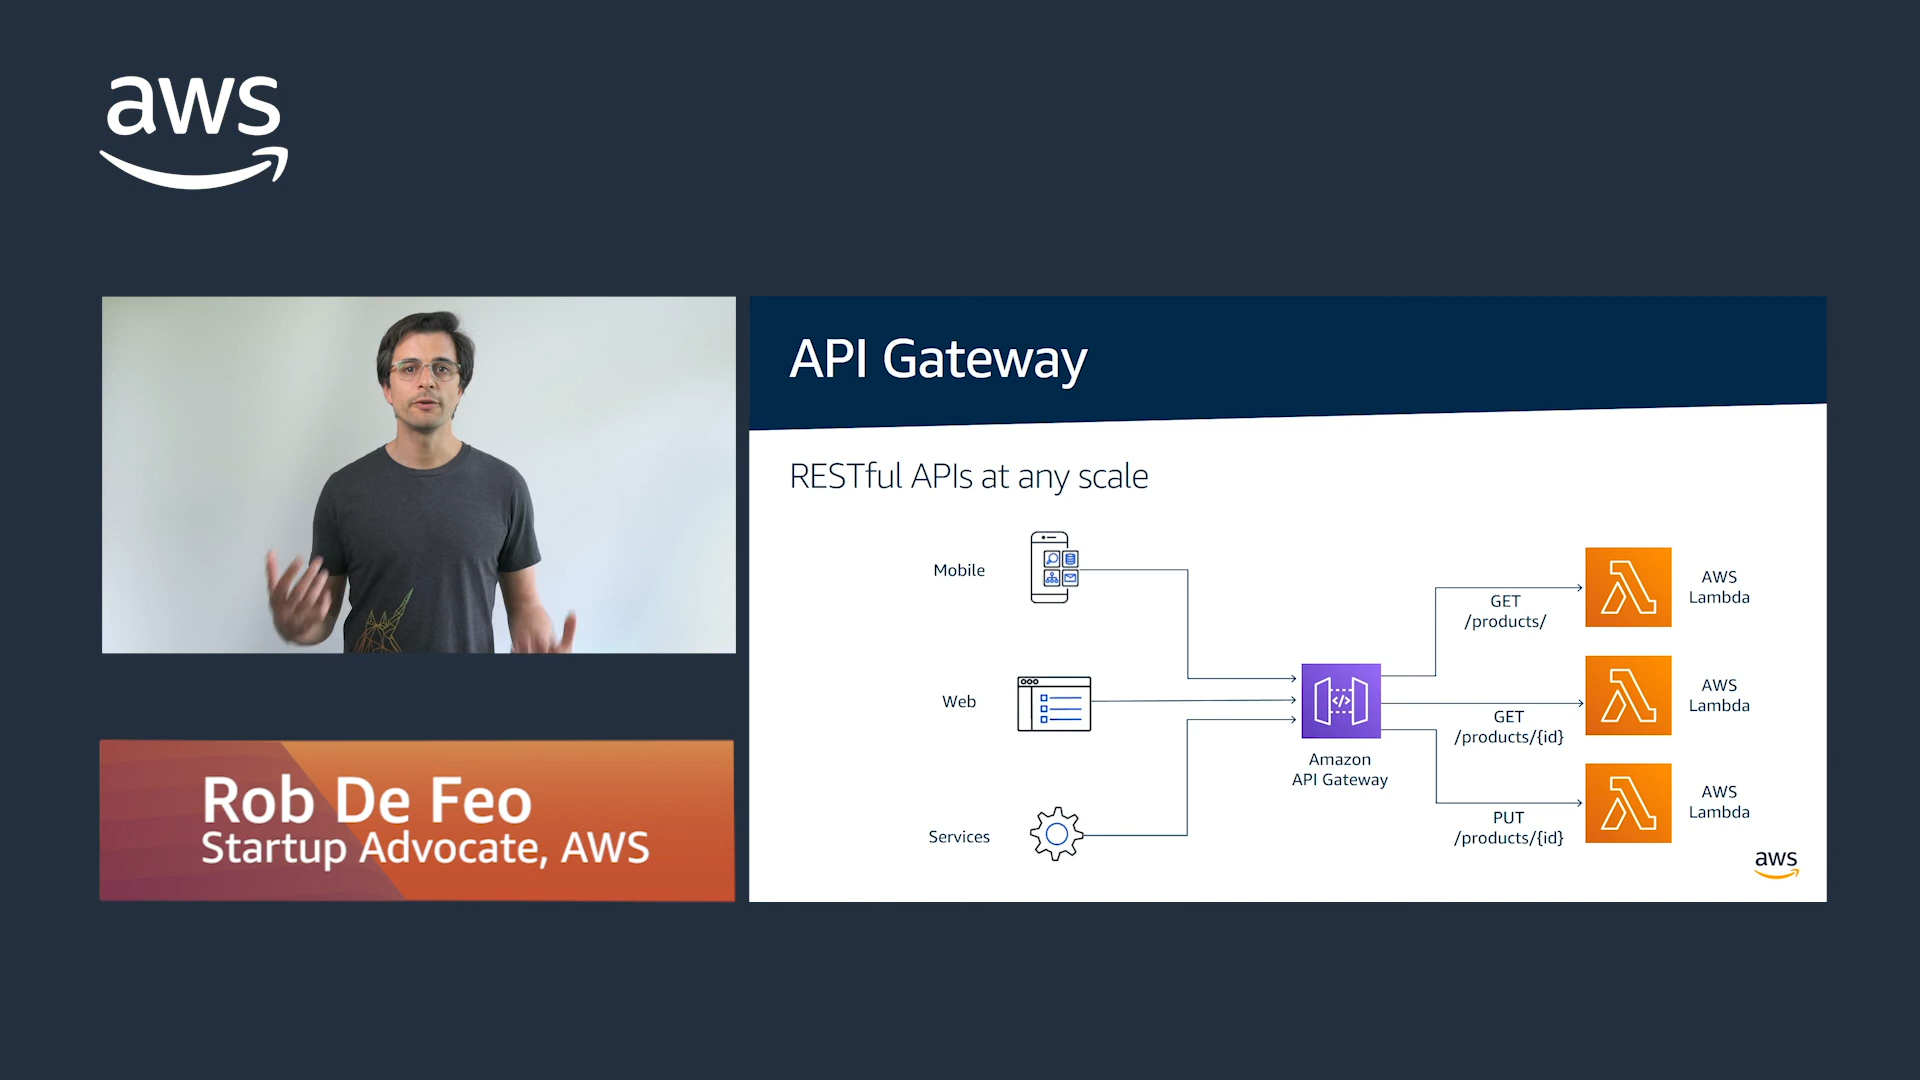 aws
API Gateway
RESTful APIs at any scale
Mobile
Web
Services
Amazon
API Gateway
GET
/products/
GET
/products/{id}
PUT
/products/{id}
AWS
Lambda
AWS
Lambda
AWS
Lambda
aws
Rob De Feo
Startup Advocate, AWS